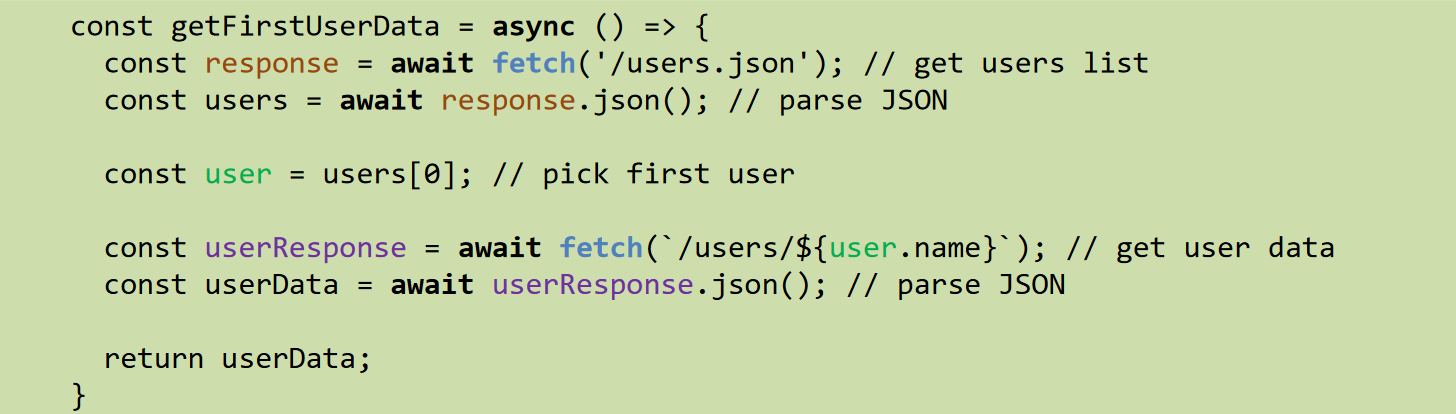 const getFirstUserData = async () => {
  const response = await fetch('/users.json'); // get users list
  const users = await response.json(); // parse JSON

  const user = users[0]; // pick first user

  const userResponse = await fetch(`/users/${user.name}`); // get user data
  const userData = await userResponse.json(); // parse JSON

  return userData;
}